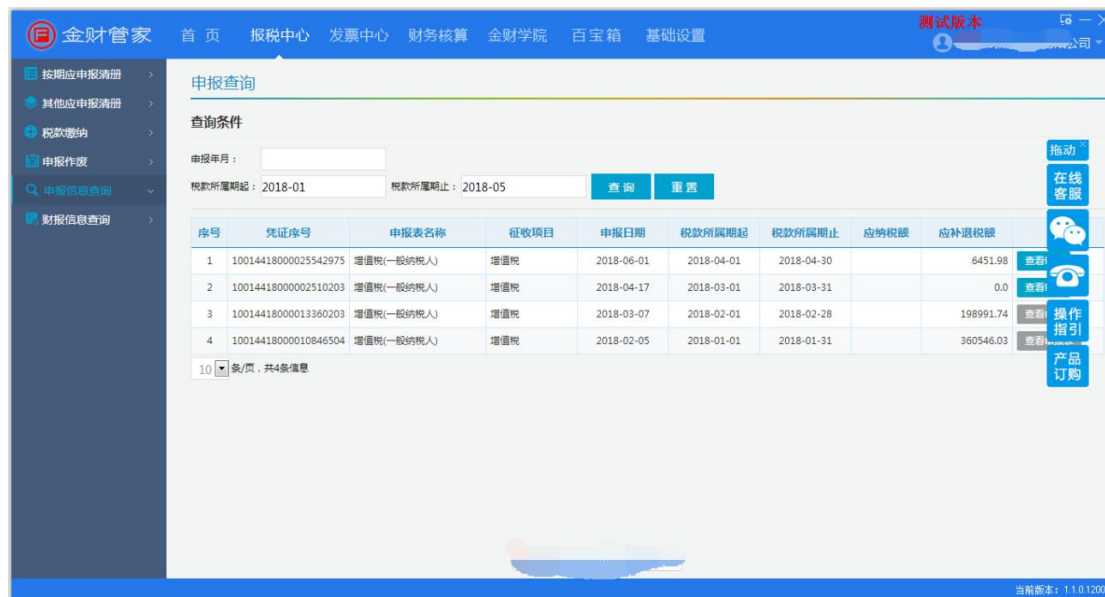 测试版本
金财管家 首 页 报税中心 发票中心 财务核算 金财学院 百宝箱 基础设置
公司
按期应申报清册
其他应申报清册
税款缴纳
申报作废
申报信息查询
财报信息查询
申报查询
查询条件
申报年月：
税款所属期起： 2018-01 税款所属期止： 2018-05 查 询 重 置
序号 凭证序号 申报表名称 征收项目 申报日期 税款所属期起 税款所属期止 应纳税额 应补退税额
1 10014418000025542975 增值税(一般纳税人) 增值税 2018-06-01 2018-04-01 2018-04-30 6451.98 查看
2 10014418000002510203 增值税(一般纳税人) 增值税 2018-04-17 2018-03-01 2018-03-31 0.0 查看
3 10014418000013360203 增值税(一般纳税人) 增值税 2018-03-07 2018-02-01 2018-02-28 198991.74 查看
4 10014418000010846504 增值税(一般纳税人) 增值税 2018-02-05 2018-01-01 2018-01-31 360546.03 查看
10 条/页，共4条信息
拖动
在线
客服
操作
指引
产品
订购
当前版本：1.1.0.1200